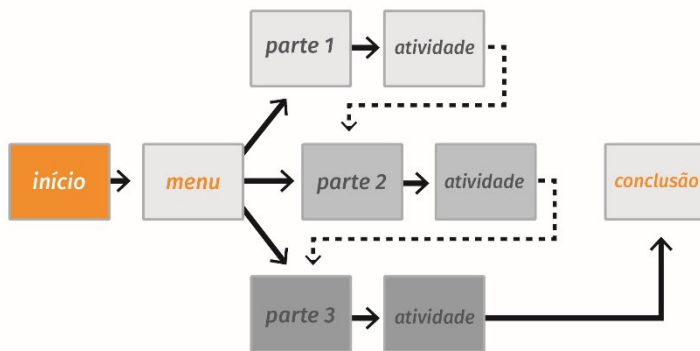 parte 1
atividade
início
menu
parte 2
atividade
conclusão
parte 3
atividade